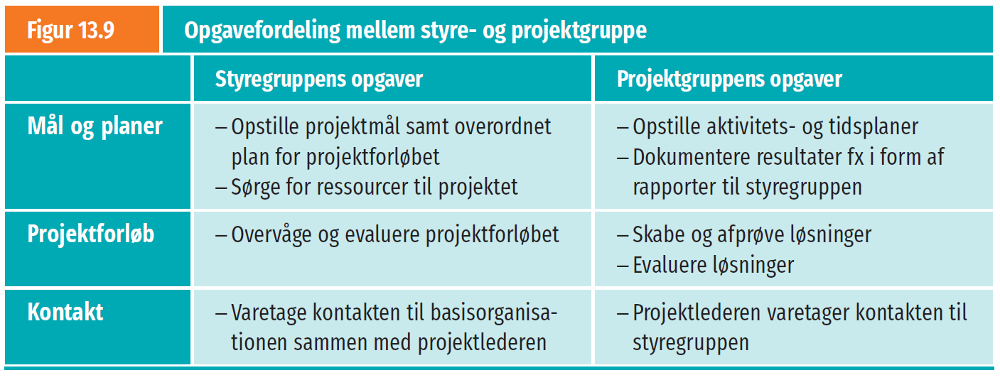 Figur 13.9
Opgavefordeling mellem styre- og projektgruppe
Styregruppens opgaver
Projektgruppens opgaver
Mål og planer
– Opstille projektmål samt overordnet
plan for projektforløbet
– Sørge for ressourcer til projektet
– Opstille aktivitets- og tidsplaner
– Dokumentere resultater fx i form af
rapporter til styregruppen
Projektforløb
– Overvåge og evaluere projektforløbet
– Skabe og afprøve løsninger
– Evaluere løsninger
Kontakt
– Varetage kontakten til basisorganisa-
tionen sammen med projektlederen
– Projektlederen varetager kontakten til
styregruppen